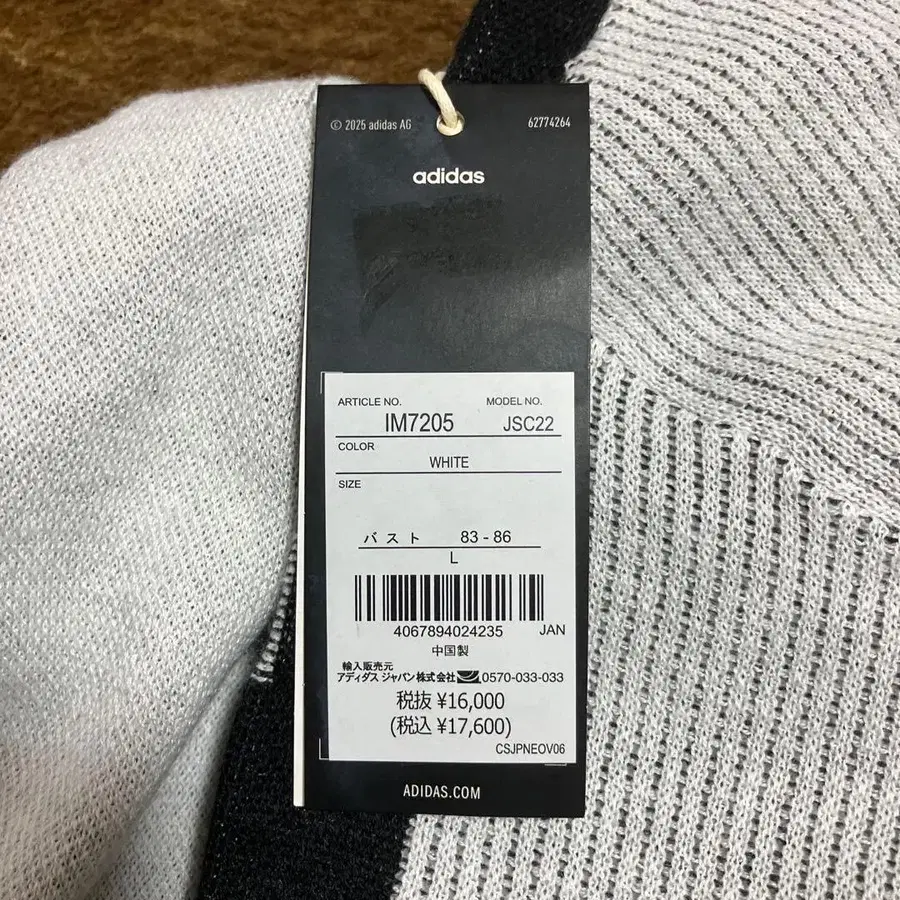 © 2025 adidas AG 62774264
adidas
ARTICLE NO. MODEL NO.
IM7205 JSC22
COLOR
WHITE
SIZE
バスト 83 - 86
L
4067894024235 JAN
中国製
輸入販売元
アディダス ジャパン株式会社 0570-033-033
税抜 ¥16,000
(税込 ¥17,600)
CSJPNEOV06
ADIDAS.COM